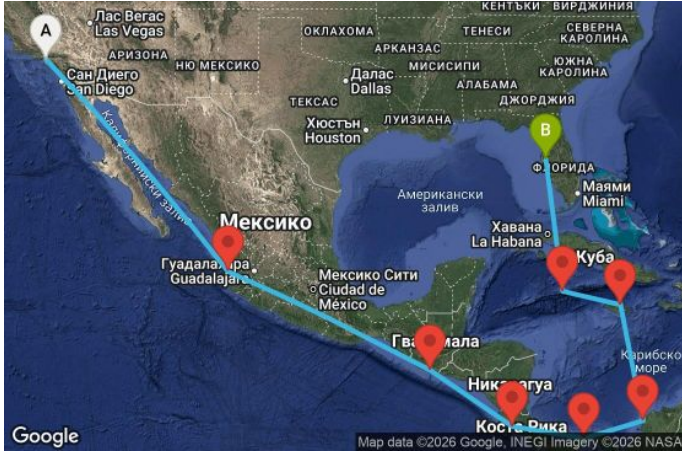 КЕНТЪКИ
ВИРДЖИНИЯ
Лас Вегас
Las Vegas
ОКЛАХОМА
ТЕНЕСИ
СЕВЕРНА
КАРОЛИНА
A
АРИЗОНА
АРКАНЗАС
НЮ МЕКСИКО
МИСИСИПИ
ЮЖНА
КАРОЛИНА
Сан Диего
San Diego
Далас
Dallas
АЛАБАМА
ТЕКСАС
ДЖОРДЖИЯ
Хюстън
Houston
ЛУИЗИАНА
B
Калифорнийски залив
ФЛОРИДА
Маями
Miami
Американски
залив
Мексико
Хавана
La Habana
Куба
Гуадалахара
Guadalajara
Мексико Сити
Ciudad de
México
Гватемала
Карибско
море
Никарагуа
Коста Рика
Google
Map data ©2026 Google, INEGI Imagery ©2026 NASA